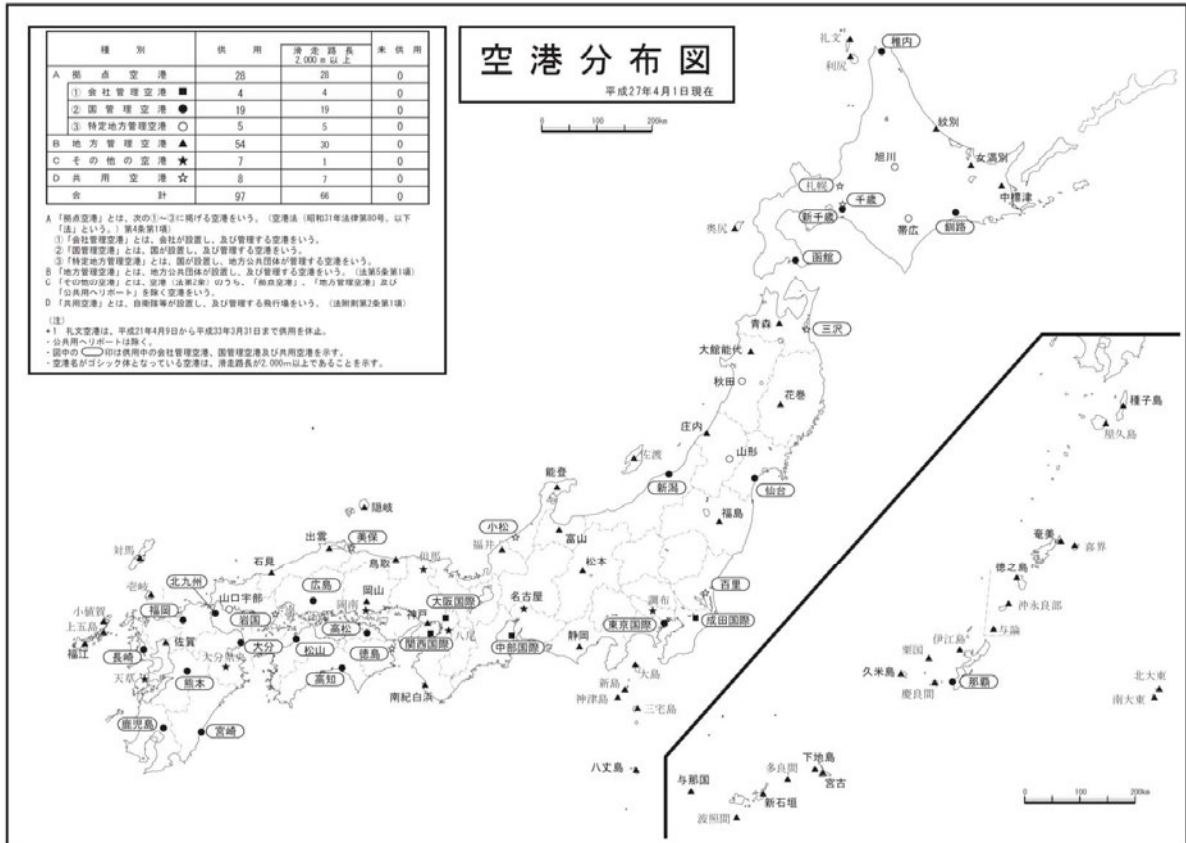 空港分布図
平成27年4月1日現在
0 100 200km
種別 供用 滑走路長2,000m以上 未供用
A 拠点空港 28 28 0
①会社管理空港 ■ 4 4 0
②国管理空港 ● 19 19 0
③特定地方管理空港 ○ 5 5 0
B 地方管理空港 ▲ 54 30 0
C その他の空港 ★ 7 1 0
D 共用空港 ☆ 8 7 0
合計 97 66 0
A 「拠点空港」とは、次の①～③に掲げる空港をいう。(空港法(昭和31年法律第80号。以下
「法」という。)第4条第1項)
①「会社管理空港」とは、会社が設置し、及び管理する空港をいう。
②「国管理空港」とは、国が設置し、及び管理する空港をいう。
③「特定地方管理空港」とは、国が設置し、地方公共団体が管理する空港をいう。
B 「地方管理空港」とは、地方公共団体が設置し、及び管理する空港をいう。(法第5条第1項)
C 「その他の空港」とは、空港(法第2条)のうち、「拠点空港」、「地方管理空港」及び
「公共用ヘリポート」を除く空港をいう。
D 「共用空港」とは、自衛隊等が設置し、及び管理する飛行場をいう。(法附則第2条第1項)
(注)
*1 礼文空港は、平成21年4月9日から平成33年3月31日まで供用を休止。
・公共用ヘリポートは除く。
・図中の 印は供用中の会社管理空港、国管理空港及び共用空港を示す。
・空港名がゴシック体となっている空港は、滑走路長が2,000m以上であることを示す。
礼文*1
稚内
利尻
紋別
女満別
旭川
中標津
札幌
千歳
新千歳
帯広
釧路
奥尻
函館
青森
三沢
大館能代
秋田
花巻
庄内
山形
佐渡
新潟
仙台
能登
福島
小松
富山
福井
松本
百里
隠岐
出雲
美保
鳥取
但馬
石見
対馬
壱岐
北九州
山口宇部
広島
岡山
岡南
神戸
大阪国際
名古屋
調布
成田国際
東京国際
小値賀
上五島
福江
福岡
岩国
高松
関西国際
八尾
中部国際
静岡
佐賀
大分
松山
徳島
長崎
大分県央
天草
熊本
高知
南紀白浜
大島
新島
神津島
三宅島
鹿児島
宮崎
八丈島
種子島
屋久島
奄美
喜界
徳之島
沖永良部
与論
伊江島
粟国
久米島
慶良間
那覇
北大東
南大東
下地島
多良間
宮古
与那国
新石垣
波照間
0 100 200km